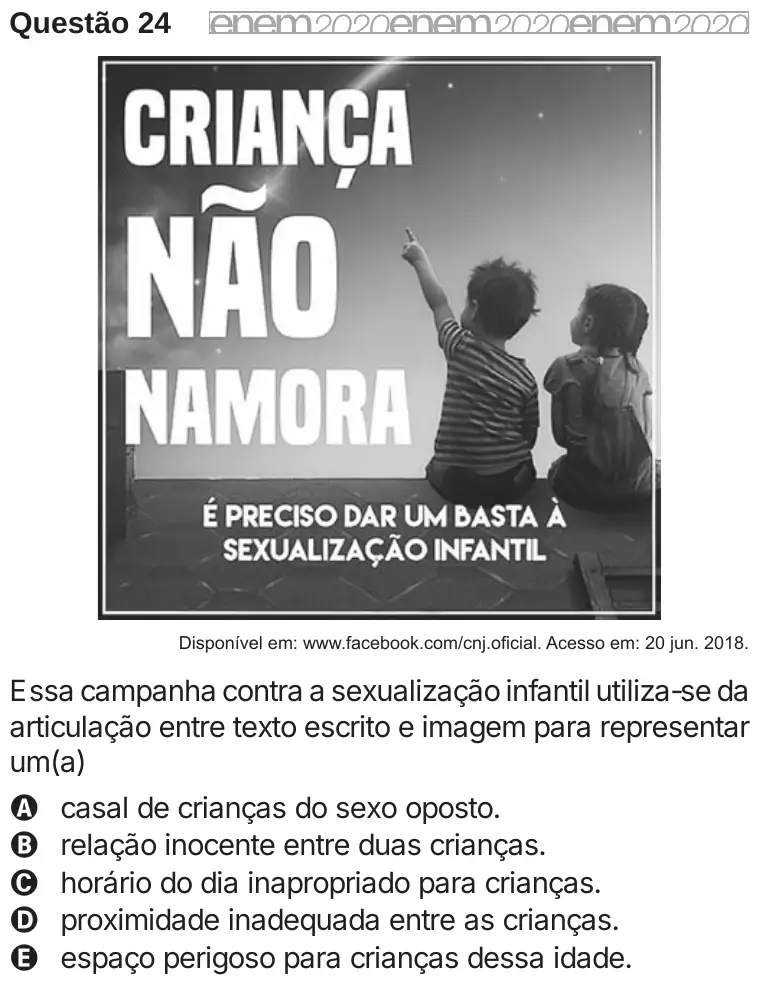 Questão 24
enem2020enem2020enem2020
CRIANÇA
NÃO
NAMORA
É PRECISO DAR UM BASTA À
SEXUALIZAÇÃO INFANTIL
Disponível em: www.facebook.com/cnj.oficial. Acesso em: 20 jun. 2018.
Essa campanha contra a sexualização infantil utiliza-se da
articulação entre texto escrito e imagem para representar
um(a)
A casal de crianças do sexo oposto.
B relação inocente entre duas crianças.
C horário do dia inapropriado para crianças.
D proximidade inadequada entre as crianças.
E espaço perigoso para crianças dessa idade.